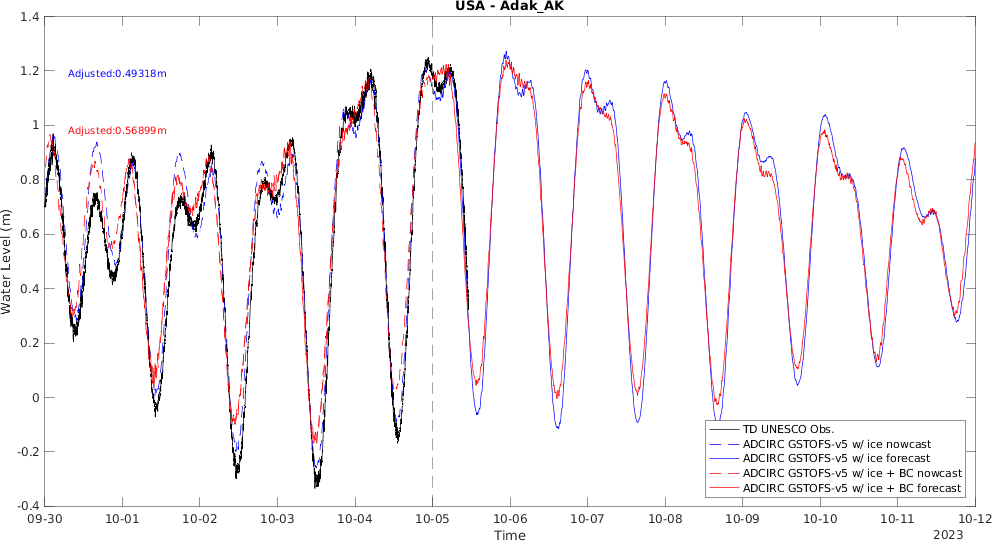 USA - Adak_AK
1.4
1.2
1
0.8
0.6
0.4
0.2
0
-0.2
-0.4
Water Level (m)
Adjusted:0.49318m
Adjusted:0.56899m
TD UNESCO Obs.
ADCIRC GSTOFS-v5 w/ ice nowcast
ADCIRC GSTOFS-v5 w/ ice forecast
ADCIRC GSTOFS-v5 w/ ice + BC nowcast
ADCIRC GSTOFS-v5 w/ ice + BC forecast
09-30 10-01 10-02 10-03 10-04 10-05 10-06 10-07 10-08 10-09 10-10 10-11 10-12
Time
2023